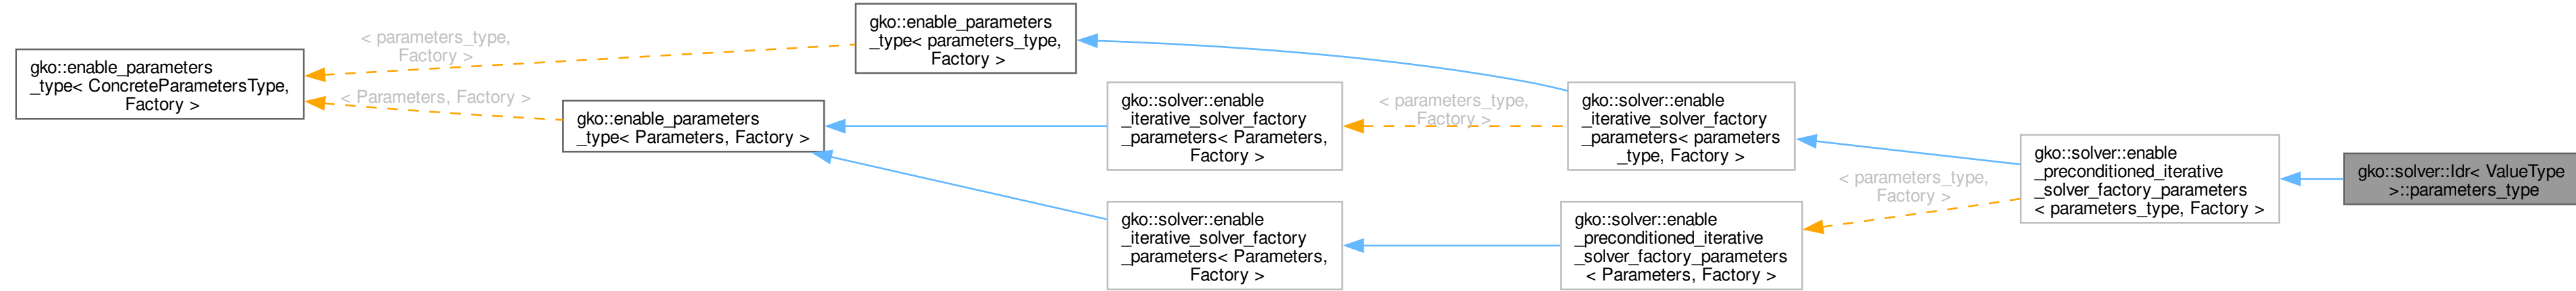 gko::enable_parameters
_type< ConcreteParametersType,
Factory >
< parameters_type,
Factory >
< Parameters, Factory >
gko::enable_parameters
_type< Parameters, Factory >
gko::enable_parameters
_type< parameters_type,
Factory >
gko::solver::enable
_iterative_solver_factory
_parameters< Parameters,
Factory >
gko::solver::enable
_iterative_solver_factory
_parameters< Parameters,
Factory >
< parameters_type,
Factory >
gko::solver::enable
_iterative_solver_factory
_parameters< parameters
_type, Factory >
gko::solver::enable
_preconditioned_iterative
_solver_factory_parameters
< Parameters, Factory >
< parameters_type,
Factory >
gko::solver::enable
_preconditioned_iterative
_solver_factory_parameters
< parameters_type, Factory >
gko::solver::Idr< ValueType
>::parameters_type